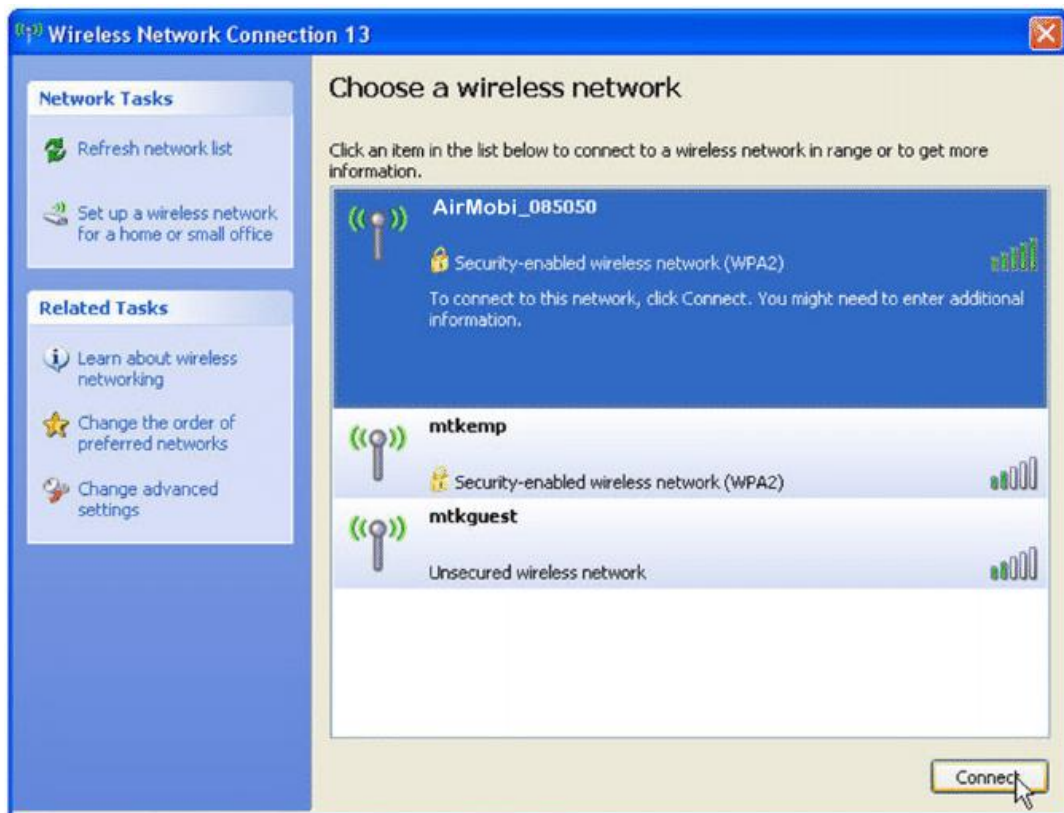 Wireless Network Connection 13
Network Tasks
Refresh network list
Set up a wireless network
for a home or small office
Related Tasks
Learn about wireless
networking
Change the order of
preferred networks
Change advanced
settings
Choose a wireless network
Click an item in the list below to connect to a wireless network in range or to get more
information.
AirMobi_085050
Security-enabled wireless network (WPA2)
To connect to this network, click Connect. You might need to enter additional
information.
mtkemp
Security-enabled wireless network (WPA2)
mtkguest
Unsecured wireless network
Connect